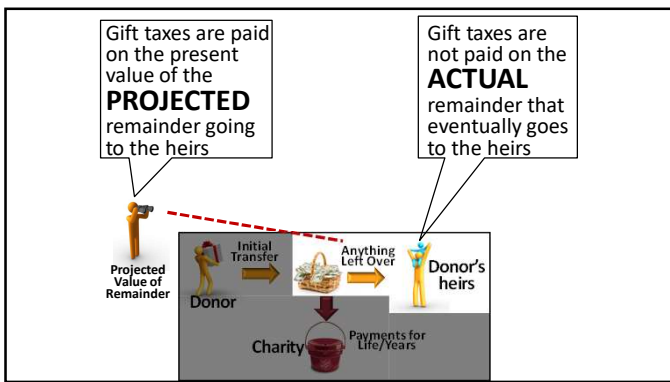 Gift taxes are paid
on the present
value of the
PROJECTED
remainder going
to the heirs
Gift taxes are
not paid on the
ACTUAL
remainder that
eventually goes
to the heirs
Projected
Value of
Remainder
Donor
Initial
Transfer
Anything
Left Over
Donor's
heirs
Charity
Payments for
Life/Years